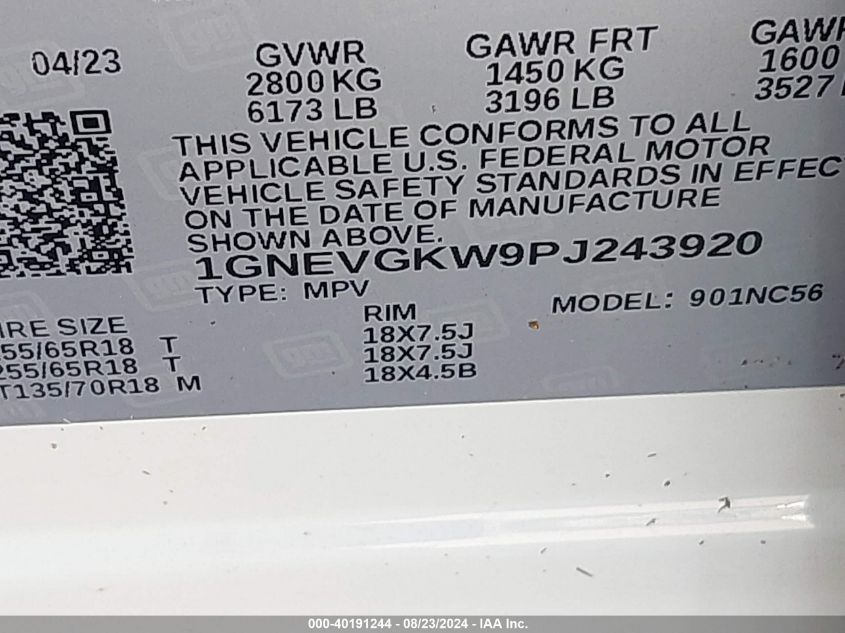 04/23 GVWR GAWR FRT
2800 KG 1450 KG 1600
6173 LB 3196 LB 3527
THIS VEHICLE CONFORMS TO ALL
APPLICABLE U.S. FEDERAL MOTOR
VEHICLE SAFETY STANDARDS IN EFFEC
ON THE DATE OF MANUFACTURE
SHOWN ABOVE.
1GNEVGKW9PJ243920
TYPE: MPV MODEL: 901NC56
IRE SIZE RIM
55/65R18 T 18X7.5J
255/65R18 T 18X7.5J
T135/70R18 M 18X4.5B
000-40191244 - 08/23/2024 - IAA Inc.